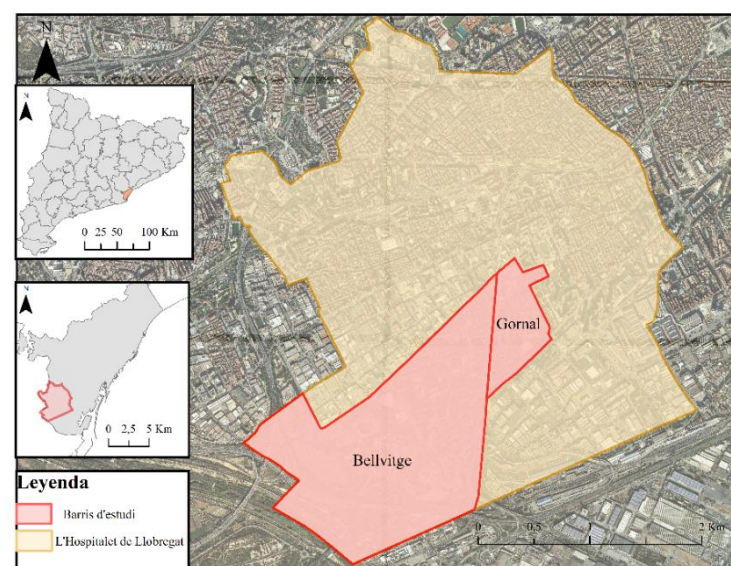 N
N
0 25 50 100 Km
N
0 2,5 5 Km
Gornal
Bellvitge
Leyenda
Barris d'estudi
L'Hospitalet de Llobregat
0 0,5 1 2 Km